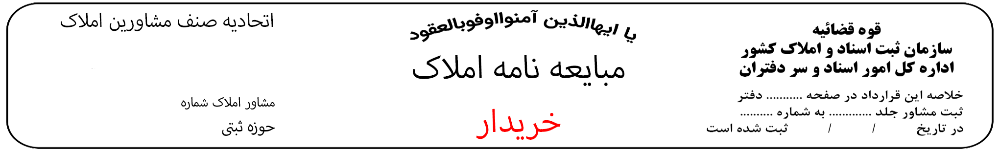 قوه قضائیه
سازمان ثبت اسناد و املاک کشور
اداره کل امور اسناد و سر دفتران
خلاصه این قرارداد در صفحه ........... دفتر
ثبت مشاور جلد ............. به شماره ..........
در تاریخ / / ثبت شده است
یا ایهاالذین آمنوااوفوبالعقود
مبایعه نامه املاک
خریدار
اتحادیه صنف مشاورین املاک
مشاور املاک شماره
حوزه ثبتی